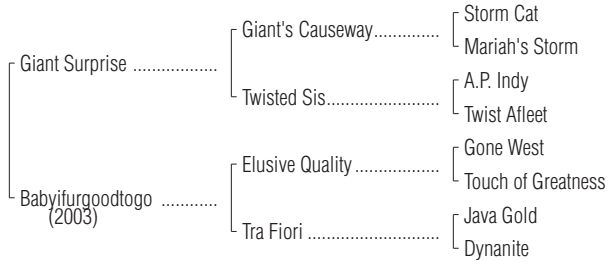 Storm Cat
Giant's Causeway..............
Mariah's Storm
Giant Surprise ..................
A.P. Indy
Twisted Sis........................
Twist Afleet
Gone West
Elusive Quality ..................
Touch of Greatness
Babyifurgoodtogo ............
(2003)
Java Gold
Tra Fiori ............................
Dynanite